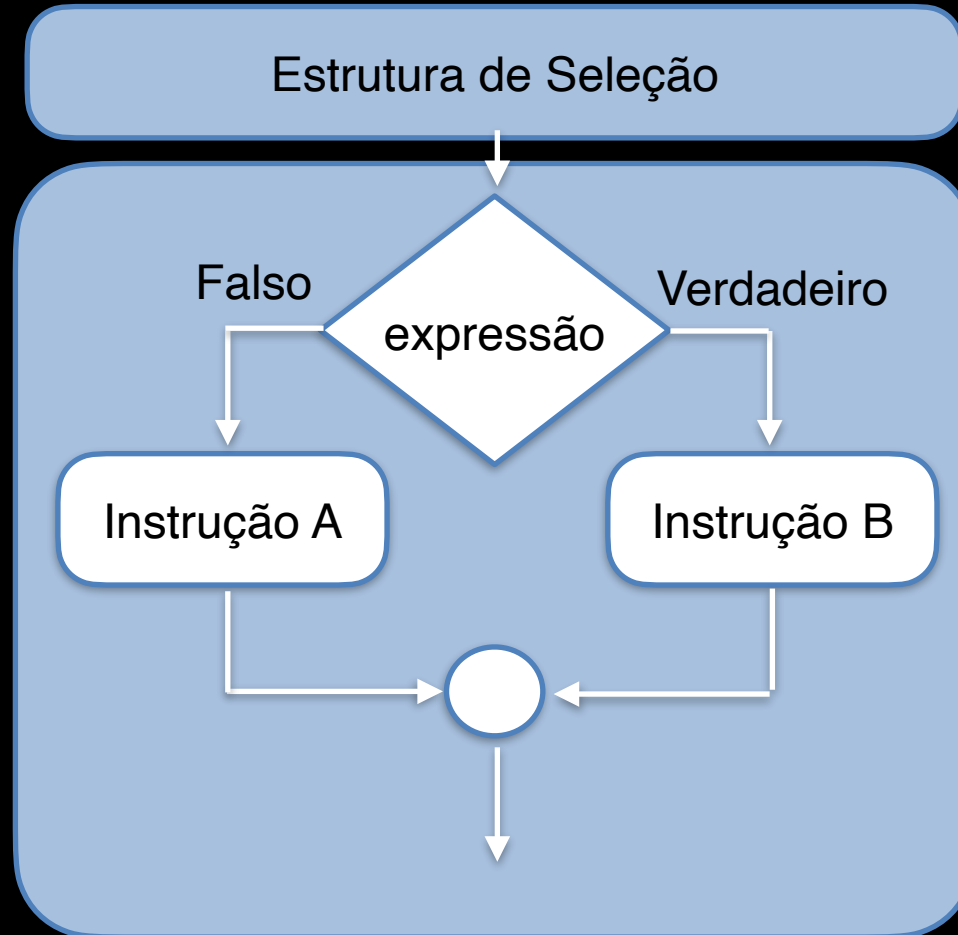 Estrutura de Seleção
Falso
Verdadeiro
expressão
Instrução A
Instrução B